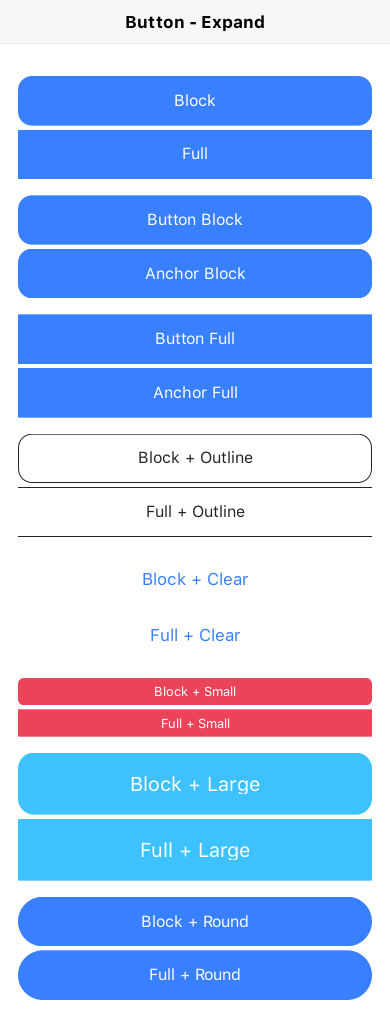 Button - Expand
Block
Full
Button Block
Anchor Block
Button Full
Anchor Full
Block + Outline
Full + Outline
Block + Clear
Full + Clear
Block + Small
Full + Small
Block + Large
Full + Large
Block + Round
Full + Round